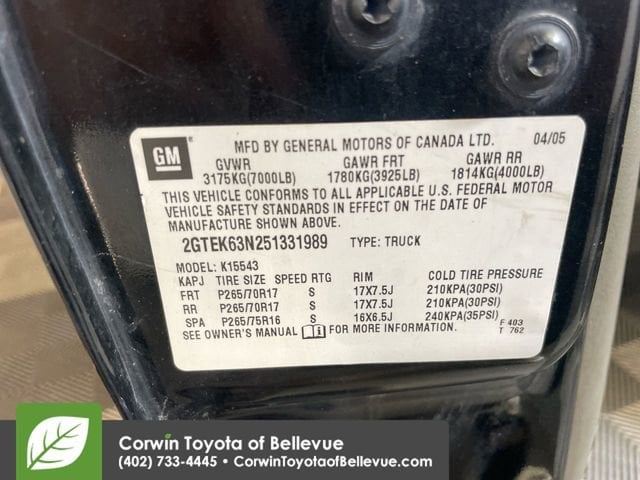 GM
MFD BY GENERAL MOTORS OF CANADA LTD. 04/05
GVWR GAWR FRT GAWR RR
3175KG(7000LB) 1780KG(3925LB) 1814KG(4000LB)
THIS VEHICLE CONFORMS TO ALL APPLICABLE U.S. FEDERAL MOTOR
VEHICLE SAFETY STANDARDS IN EFFECT ON THE DATE OF
MANUFACTURE SHOWN ABOVE.
2GTEK63N251331989 TYPE: TRUCK
MODEL: K15543
KAPJ TIRE SIZE SPEED RTG RIM COLD TIRE PRESSURE
FRT P265/70R17 S 17X7.5J 210KPA(30PSI)
RR P265/70R17 S 17X7.5J 210KPA(30PSI)
SPA P265/75R16 S 16X6.5J 240KPA(35PSI)
SEE OWNER'S MANUAL FOR MORE INFORMATION. F 403
T 762
Corwin Toyota of Bellevue
(402) 733-4445 • CorwinToyotaofBellevue.com